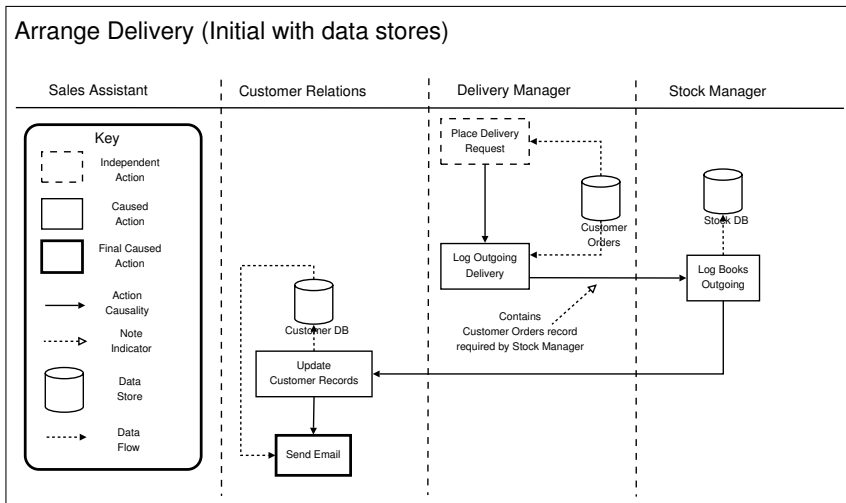 Arrange Delivery (Initial with data stores)
Sales Assistant
Customer Relations
Delivery Manager
Stock Manager
Key
Independent
Action
Caused
Action
Final Caused
Action
Action
Causality
Note
Indicator
Data
Store
Data
Flow
Place Delivery
Request
Customer
Orders
Stock DB
Log Outgoing
Delivery
Log Books
Outgoing
Contains
Customer Orders record
required by Stock Manager
Customer DB
Update
Customer Records
Send Email